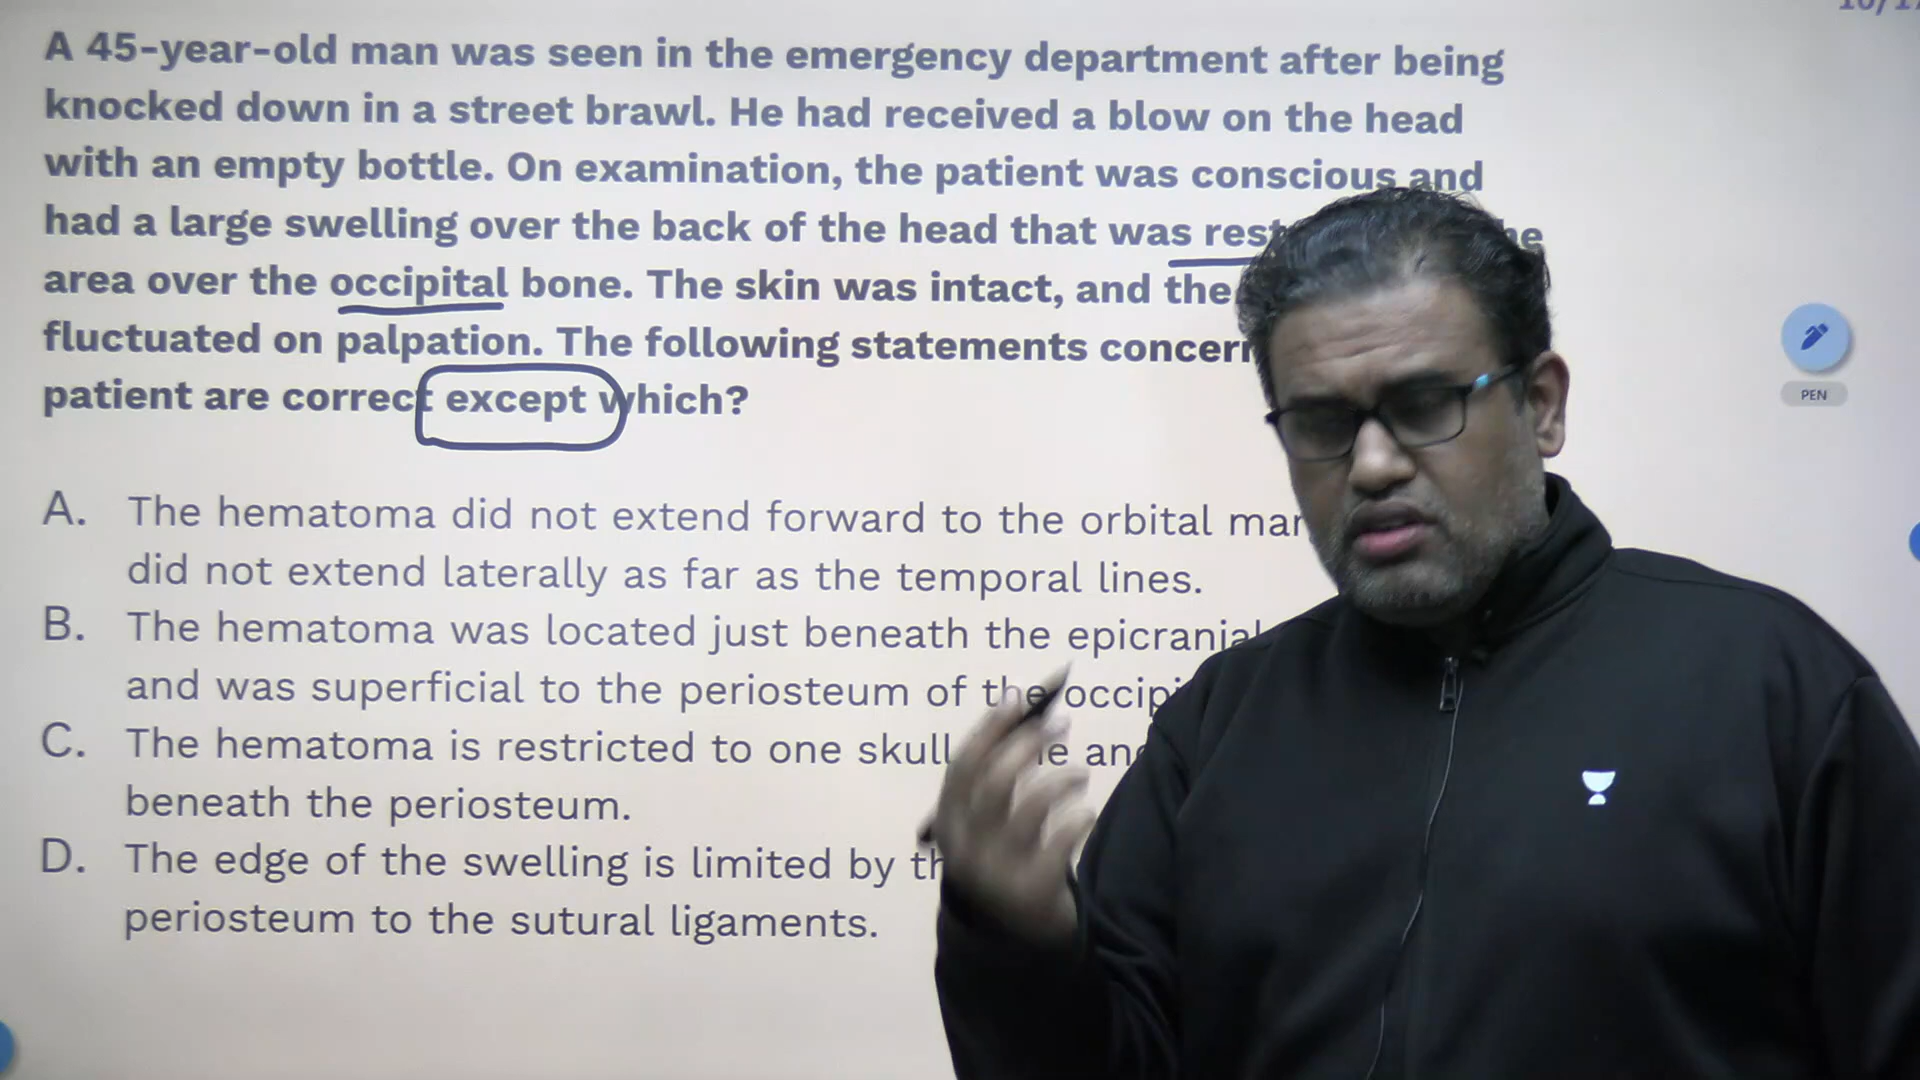 A 45-year-old man was seen in the emergency department after being
knocked down in a street brawl. He had received a blow on the head
with an empty bottle. On examination, the patient was conscious and
had a large swelling over the back of the head that was
area over the occipital bone. The skin was intact, and the
fluctuated on palpation. The following statements
patient are correct except which?
PEN
A. The hematoma did not extend forward to the orbital
did not extend laterally as far as the temporal lines.
B. The hematoma was located just beneath the epicranial
and was superficial to the periosteum of the
C. The hematoma is restricted to one skull
beneath the periosteum.
D. The edge of the swelling is limited by
periosteum to the sutural ligaments.